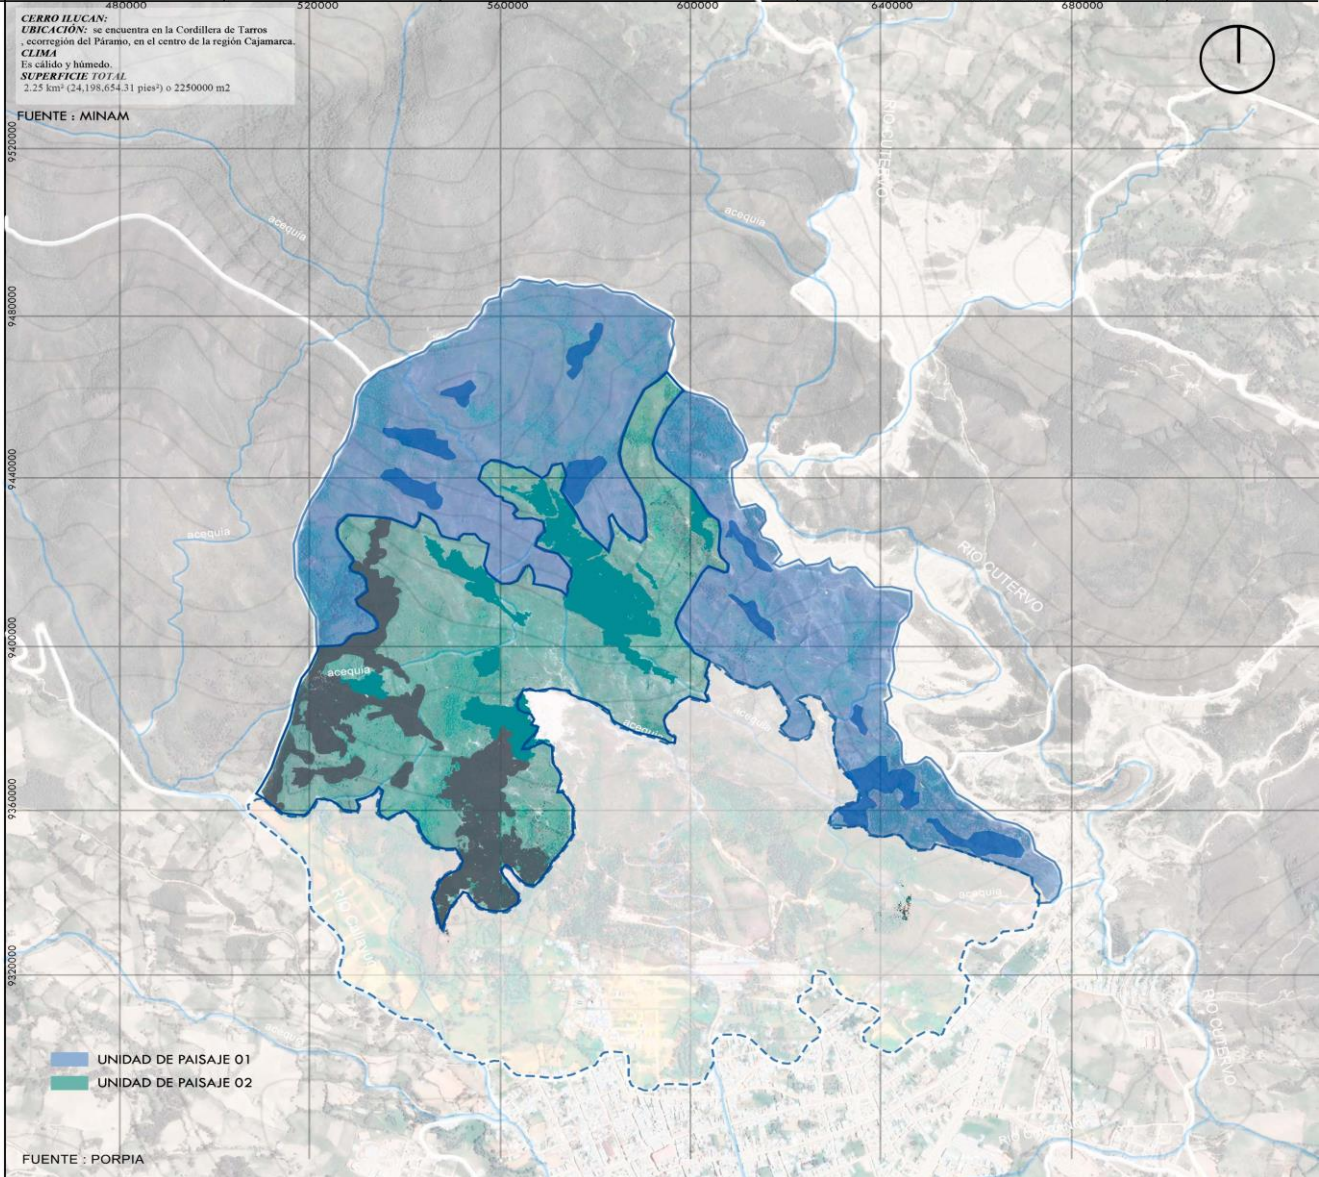 480000
520000
560000
600000
640000
680000
CERRO ILUCAN:
UBICACIÓN: se encuentra en la Cordillera de Tarros
, ecorregión del Páramo, en el centro de la región Cajamarca.
CLIMA
Es cálido y húmedo.
SUPERFICIE TOTAL
2.25 km² (24,198,654.31 pies²) o 2250000 m2
FUENTE : MINAM
9520000
RIO CUTERVO
acequia
acequia
9480000
9440000
acequia
RIO CUTERVO
9400000
acequia
acequia
acequia
9360000
acequia
9320000
RIO CUTERVO
UNIDAD DE PAISAJE 01
UNIDAD DE PAISAJE 02
FUENTE : PORPIA